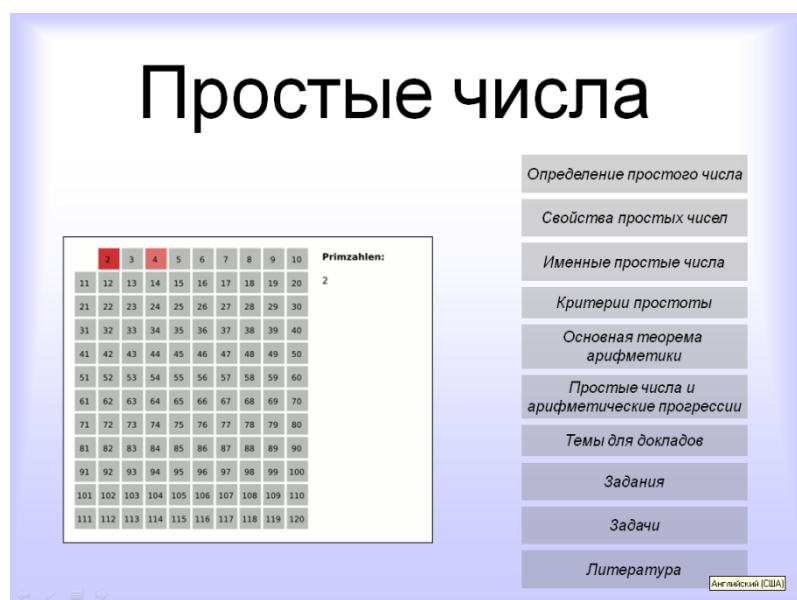 Простые числа
Определение простого числа
Свойства простых чисел
Именные простые числа
Критерии простоты
Основная теорема
арифметики
Простые числа и
арифметические прогрессии
Темы для докладов
Задания
Задачи
Литература
2 3 4 5 6 7 8 9 10
11 12 13 14 15 16 17 18 19 20
21 22 23 24 25 26 27 28 29 30
31 32 33 34 35 36 37 38 39 40
41 42 43 44 45 46 47 48 49 50
51 52 53 54 55 56 57 58 59 60
61 62 63 64 65 66 67 68 69 70
71 72 73 74 75 76 77 78 79 80
81 82 83 84 85 86 87 88 89 90
91 92 93 94 95 96 97 98 99 100
101 102 103 104 105 106 107 108 109 110
111 112 113 114 115 116 117 118 119 120
Primzahlen:
2
Английский (США)